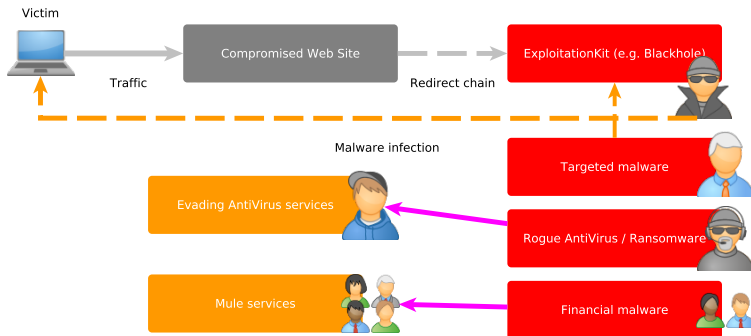 Victim
Compromised Web Site
ExploitationKit (e.g. Blackhole)
Traffic
Redirect chain
Malware infection
Targeted malware
Evading AntiVirus services
Rogue AntiVirus / Ransomware
Mule services
Financial malware